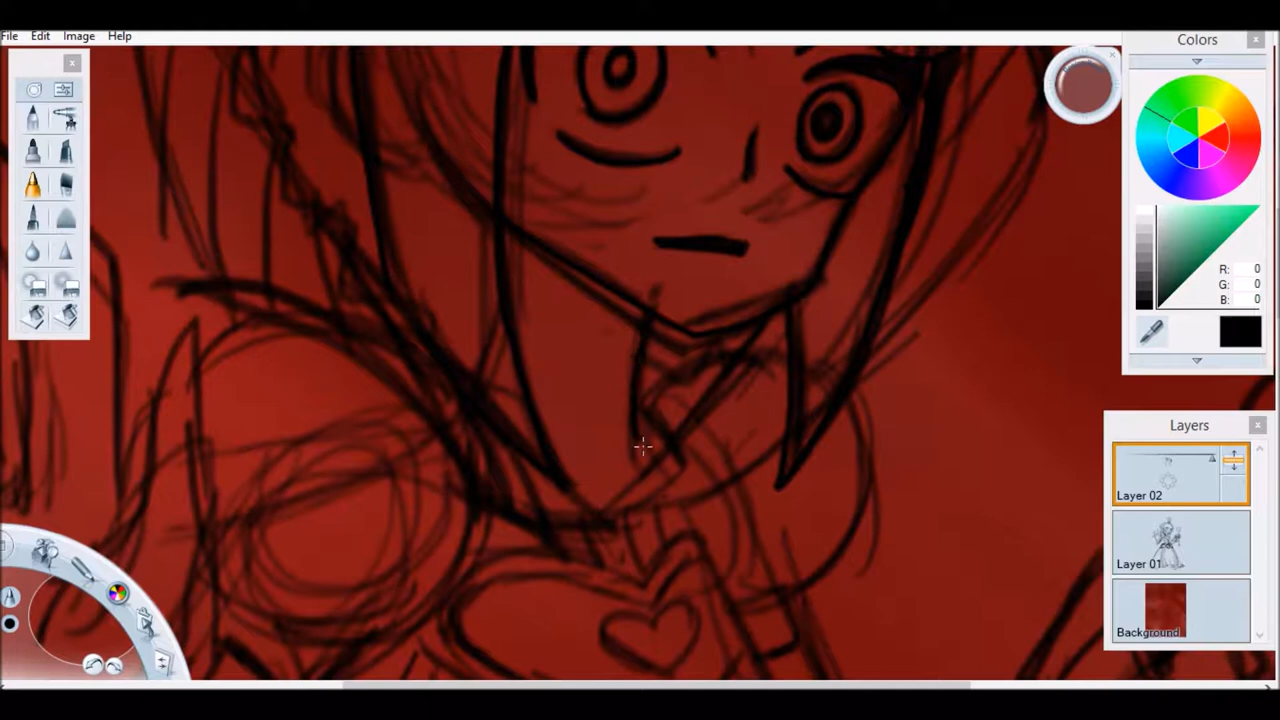 File Edit Image Help
Colors
R: 0
G: 0
B: 0
Layers
Layer 02
Layer 01
Background